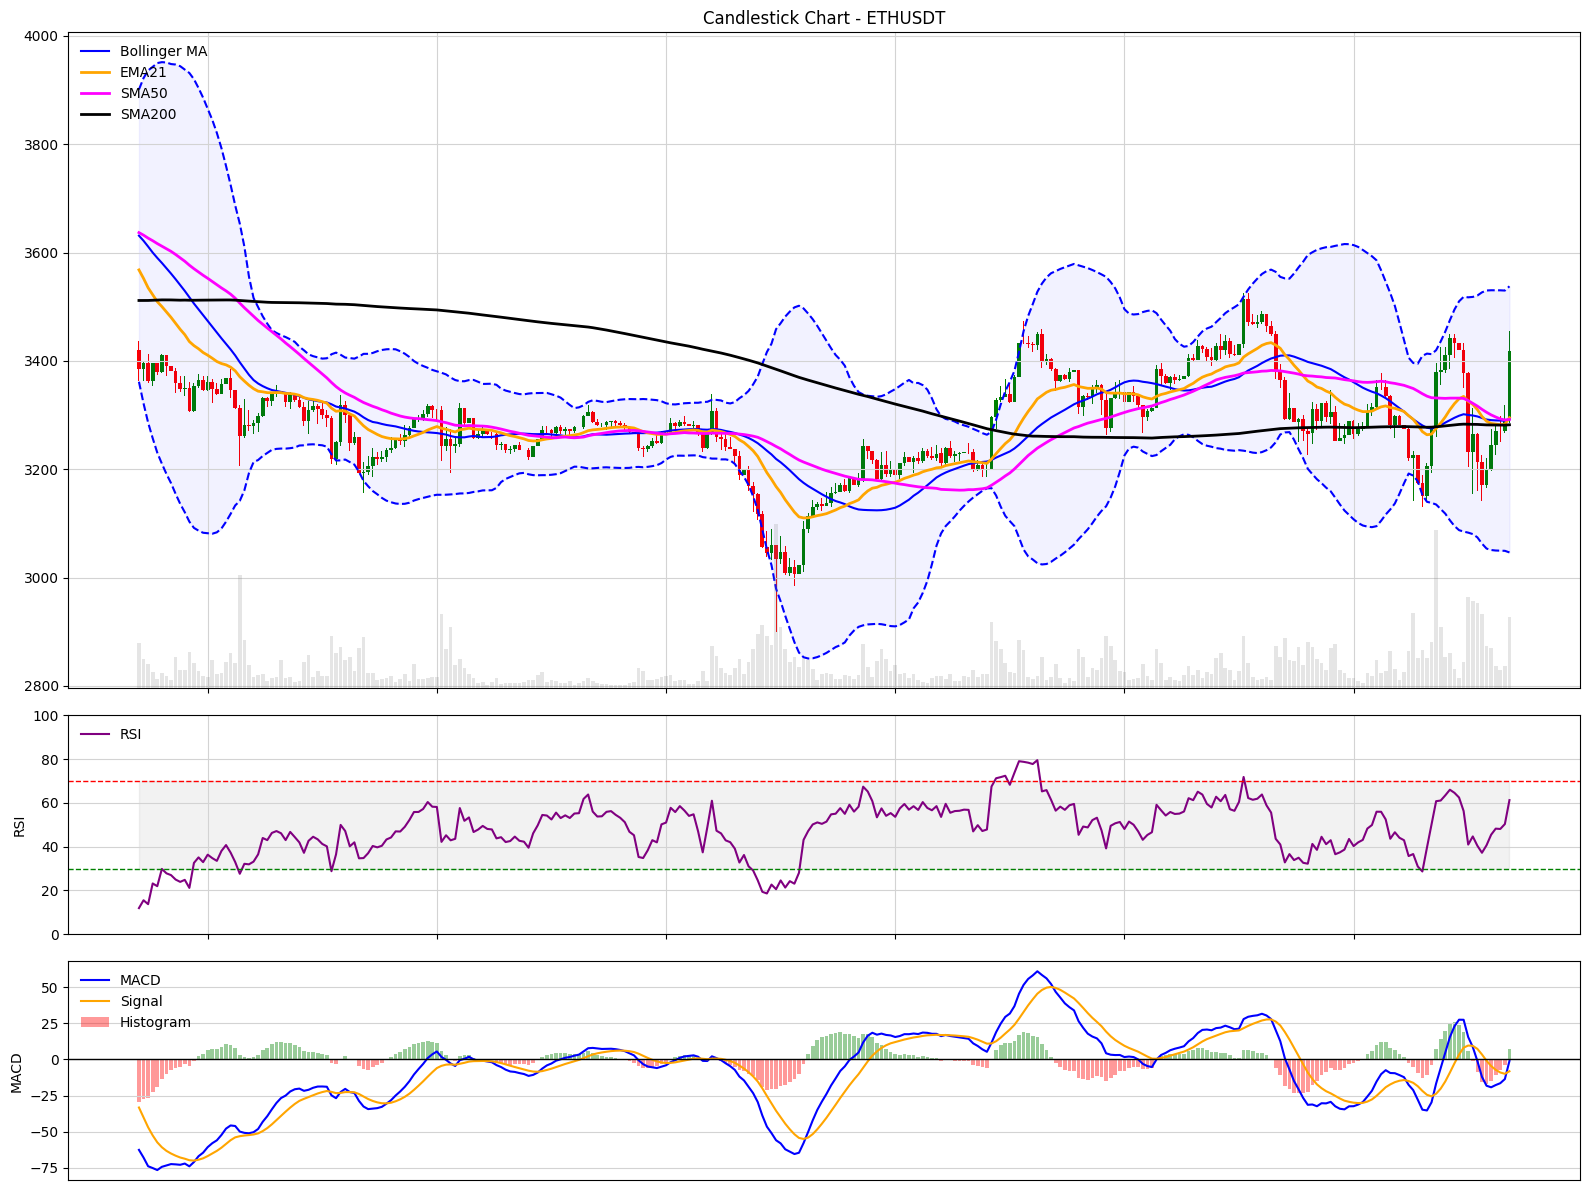 Candlestick Chart - ETHUSDT
4000
3800
3600
3400
3200
3000
2800
Bollinger MA
EMA21
SMA50
SMA200
100
80
60
40
20
0
RSI
RSI
50
25
0
−25
−50
−75
MACD
MACD
Signal
Histogram